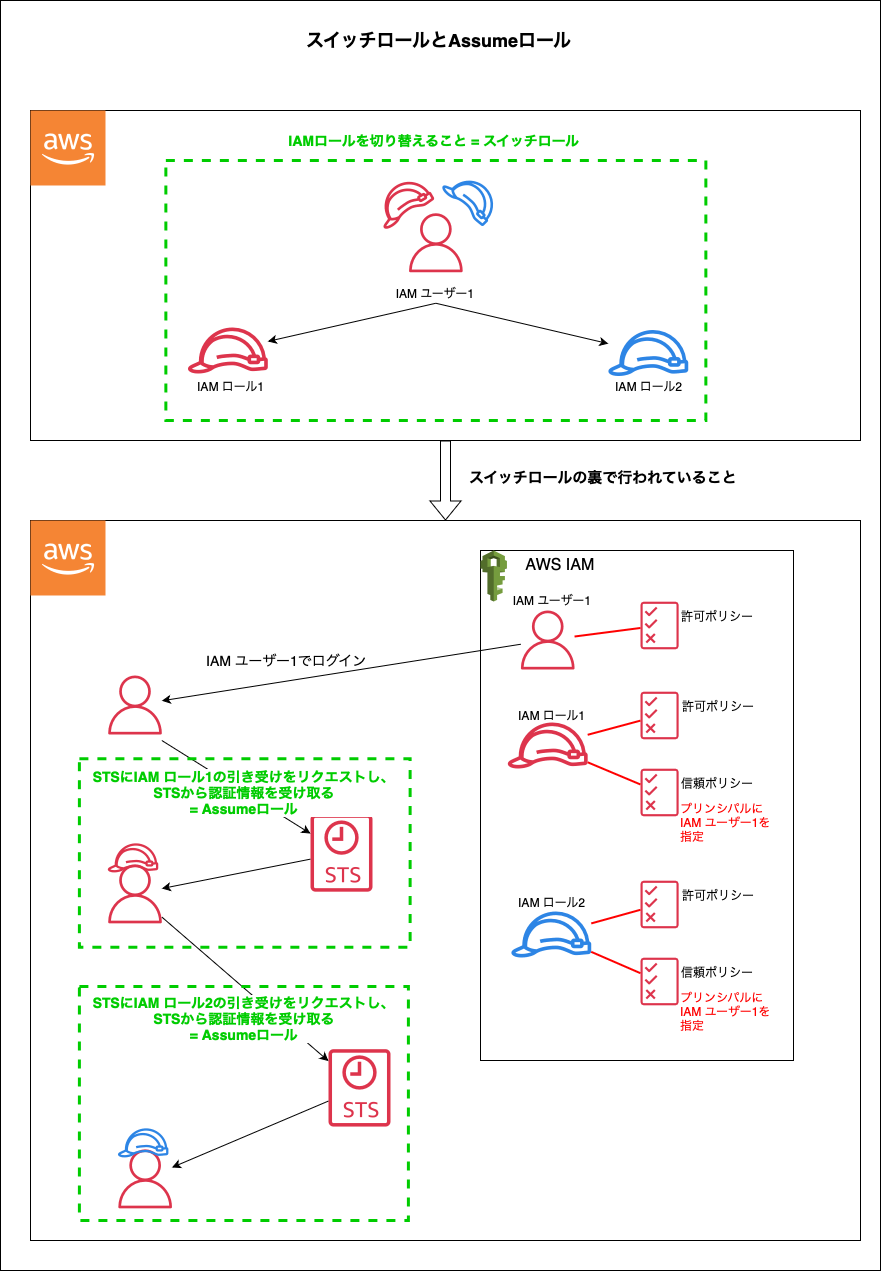 スイッチロールとAssumeロール
aws
IAMロールを切り替えること = スイッチロール
IAM ユーザー1
IAM ロール1
IAM ロール2
スイッチロールの裏で行われていること
aws
AWS IAM
IAM ユーザー1
許可ポリシー
IAM ユーザー1でログイン
IAM ロール1
許可ポリシー
信頼ポリシー
プリンシパルに
IAM ユーザー1を
指定
STSにIAM ロール1の引き受けをリクエストし、
STSから認証情報を受け取る
= Assumeロール
STS
IAM ロール2
許可ポリシー
信頼ポリシー
プリンシパルに
IAM ユーザー1を
指定
STSにIAM ロール2の引き受けをリクエストし、
STSから認証情報を受け取る
= Assumeロール
STS